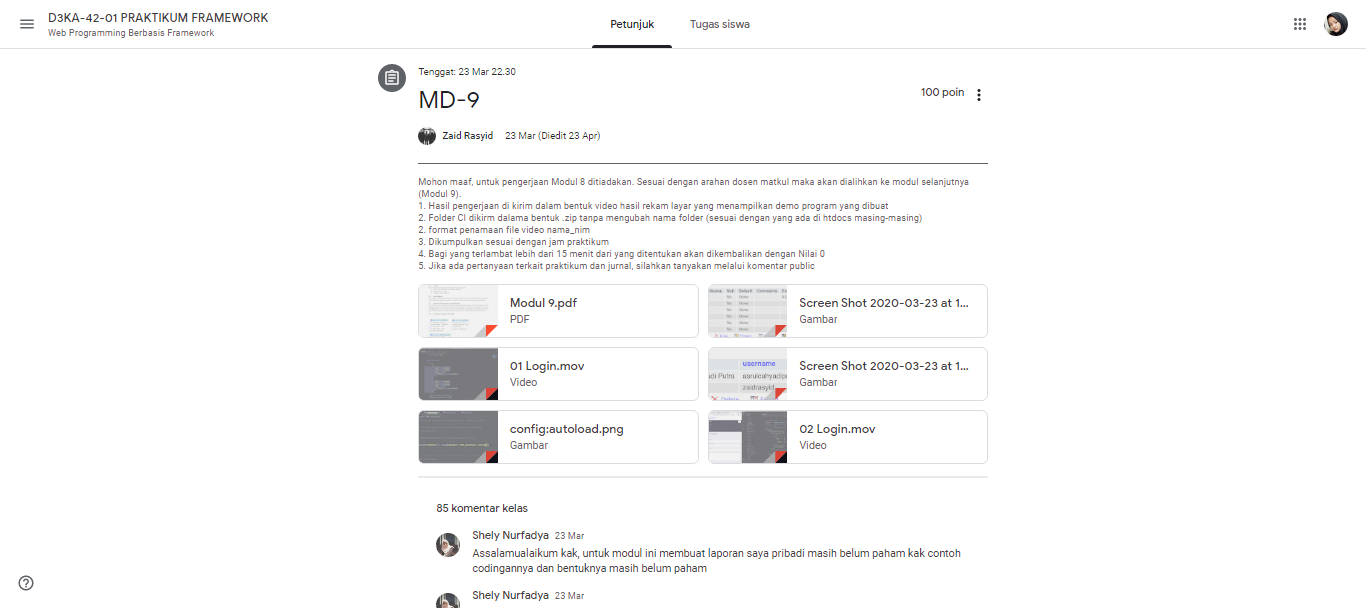 D3KA-42-01 PRAKTIKUM FRAMEWORK
Web Programming Berbasis Framework
Petunjuk
Tugas siswa
Tenggat: 23 Mar 22.30
MD-9
100 poin
Zaid Rasyid 23 Mar (Diedit 23 Apr)
Mohon maaf, untuk pengerjaan Modul 8 ditiadakan. Sesuai dengan arahan dosen matkul maka akan dialihkan ke modul selanjutnya
(Modul 9).
1. Hasil pengerjaan di kirim dalam bentuk video hasil rekam layar yang menampilkan demo program yang dibuat
2. Folder CI dikirm dalama bentuk .zip tanpa mengubah nama folder (sesuai dengan yang ada di htdocs masing-masing)
2. format penamaan file video nama_nim
3. Dikumpulkan sesuai dengan jam praktikum
4. Bagi yang terlambat lebih dari 15 menit dari yang ditentukan akan dikembalikan dengan Nilai 0
5. Jika ada pertanyaan terkait praktikum dan jurnal, silahkan tanyakan melalui komentar public
Modul 9.pdf
PDF
Screen Shot 2020-03-23 at 1...
Gambar
01 Login.mov
Video
username
zaidrasyid
Screen Shot 2020-03-23 at 1...
Gambar
config:autoload.png
Gambar
02 Login.mov
Video
85 komentar kelas
Shely Nurfadya 23 Mar
Assalamualaikum kak, untuk modul ini membuat laporan saya pribadi masih belum paham kak contoh
codingannya dan bentuknya masih belum paham
Shely Nurfadya 23 Mar